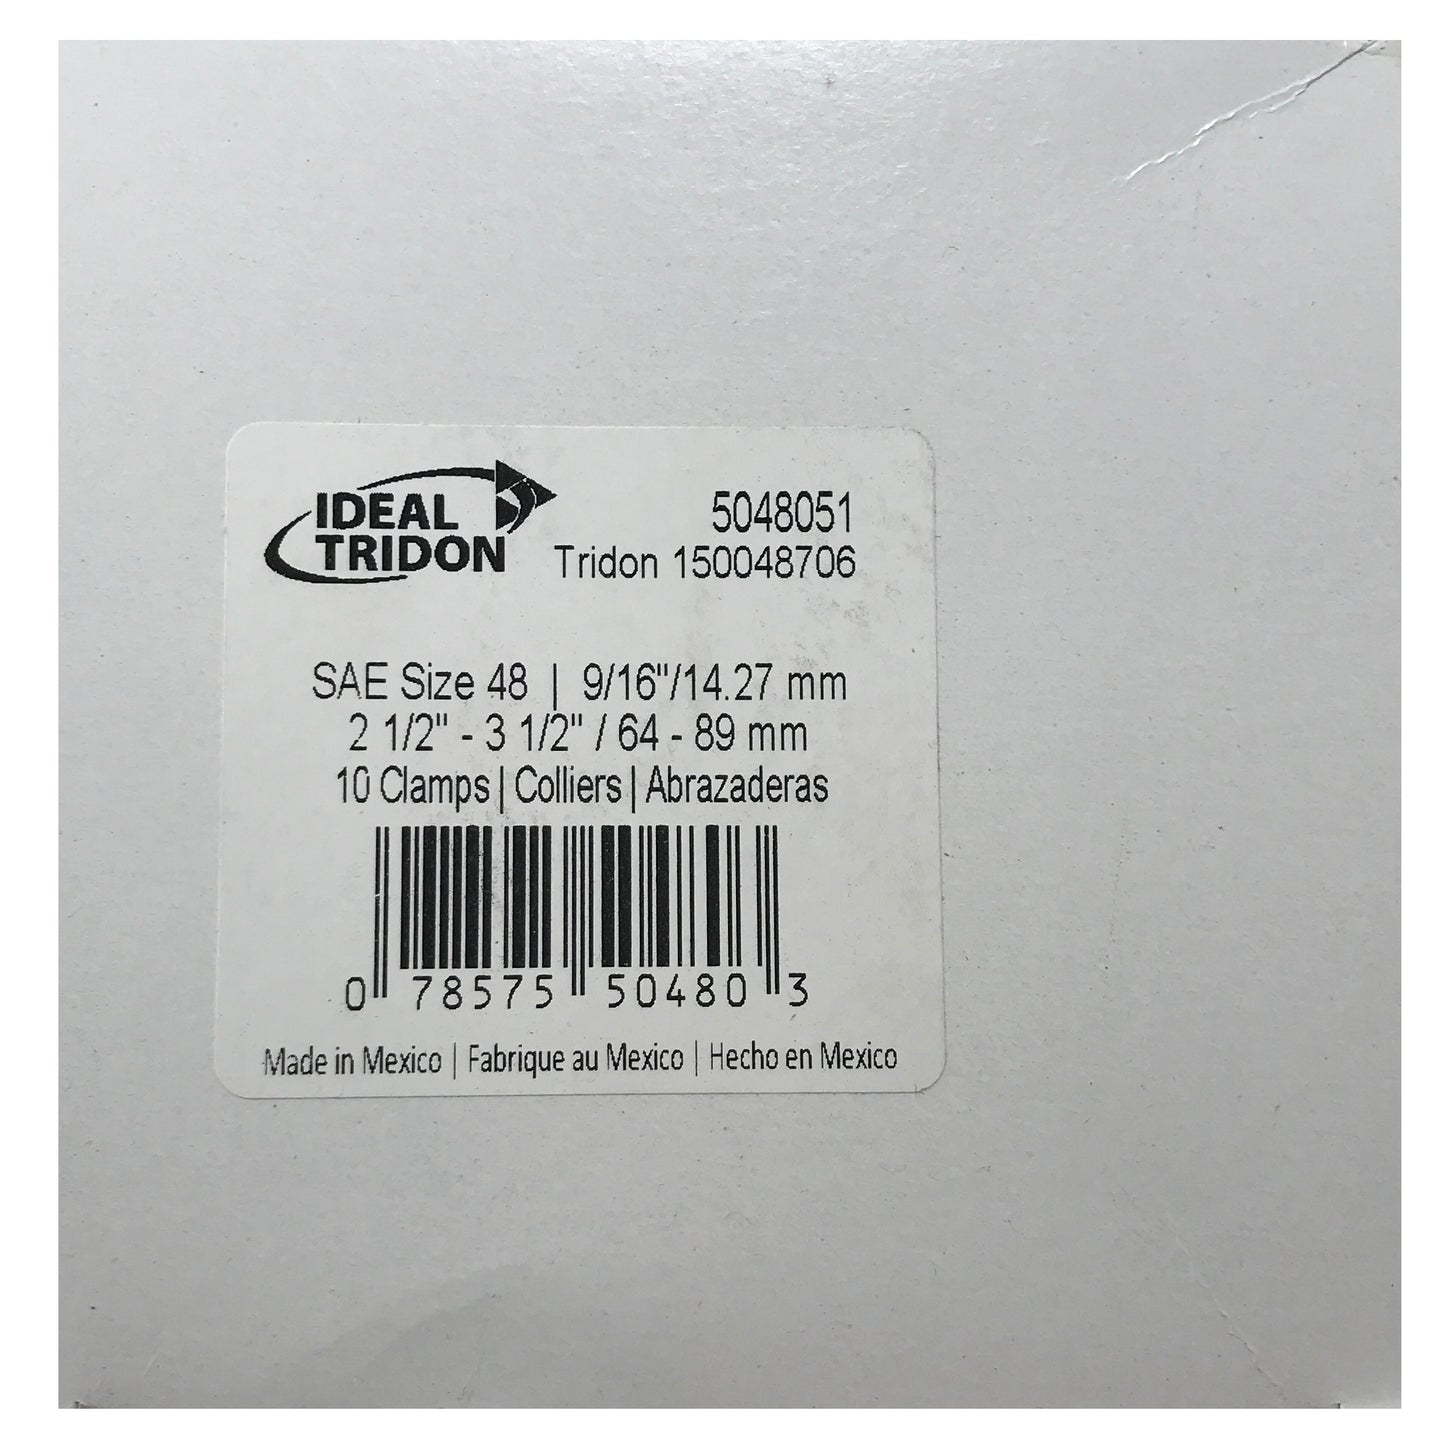 IDEAL
TRIDON
5048051
Tridon 150048706
SAE Size 48 | 9/16"/14.27 mm
2 1/2" - 3 1/2" / 64 - 89 mm
10 Clamps | Colliers | Abrazaderas
0 78575 50480 3
Made in Mexico | Fabrique au Mexico | Hecho en Mexico